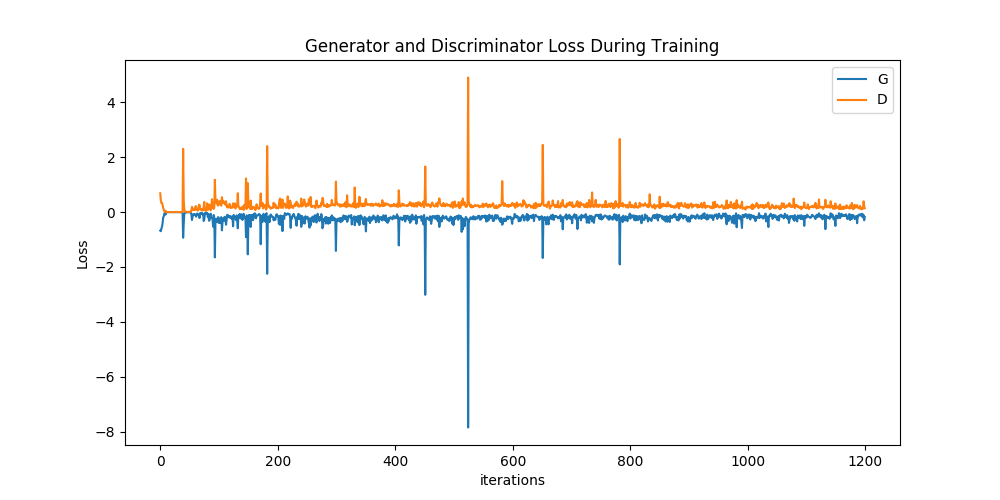 Generator and Discriminator Loss During Training
G
D
4
2
0
−2
−4
−6
−8
Loss
0 200 400 600 800 1000 1200
iterations